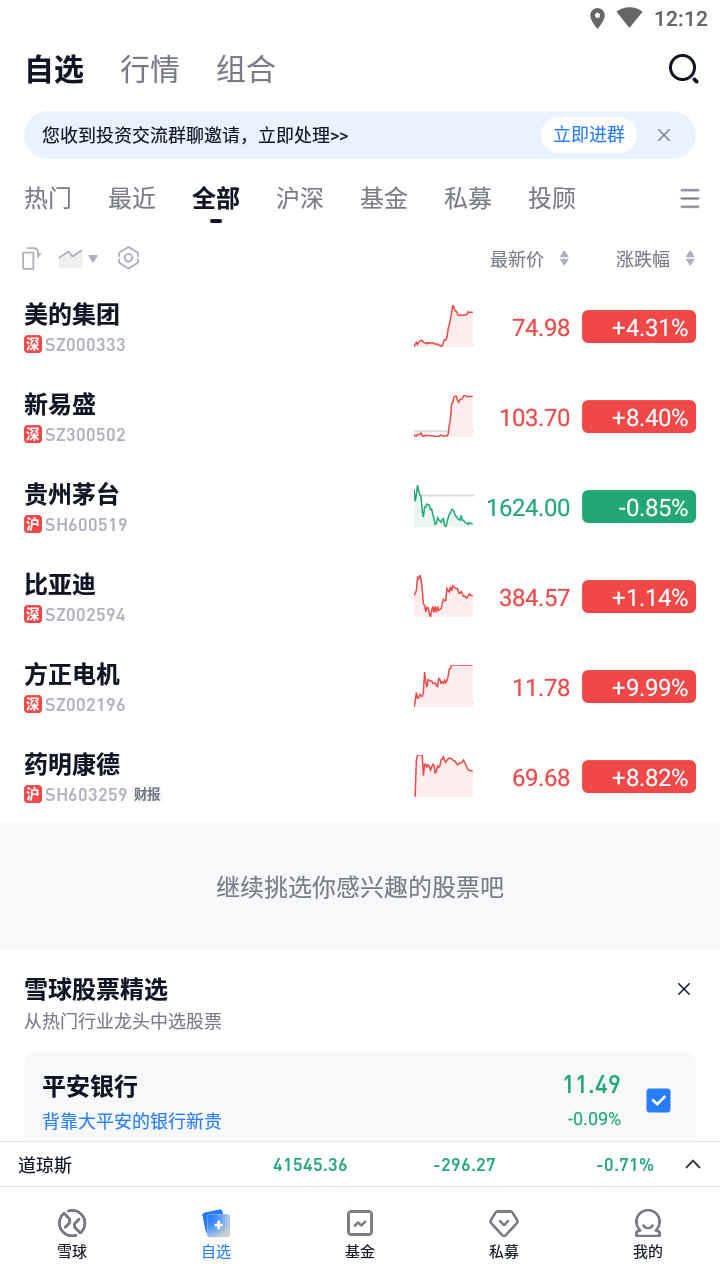 12:12
自选 行情 组合
您收到投资交流群聊邀请，立即处理>> 立即进群
热门 最近 全部 沪深 基金 私募 投顾
最新价 涨跌幅
美的集团
深 SZ000333
74.98 +4.31%
新易盛
深 SZ300502
103.70 +8.40%
贵州茅台
沪 SH600519
1624.00 -0.85%
比亚迪
深 SZ002594
384.57 +1.14%
方正电机
深 SZ002196
11.78 +9.99%
药明康德
沪 SH603259 财报
69.68 +8.82%
继续挑选你感兴趣的股票吧
雪球股票精选
从热门行业龙头中选股票
平安银行 11.49
背靠大平安的银行新贵 -0.09%
道琼斯 41545.36 -296.27 -0.71%
雪球 自选 基金 私募 我的